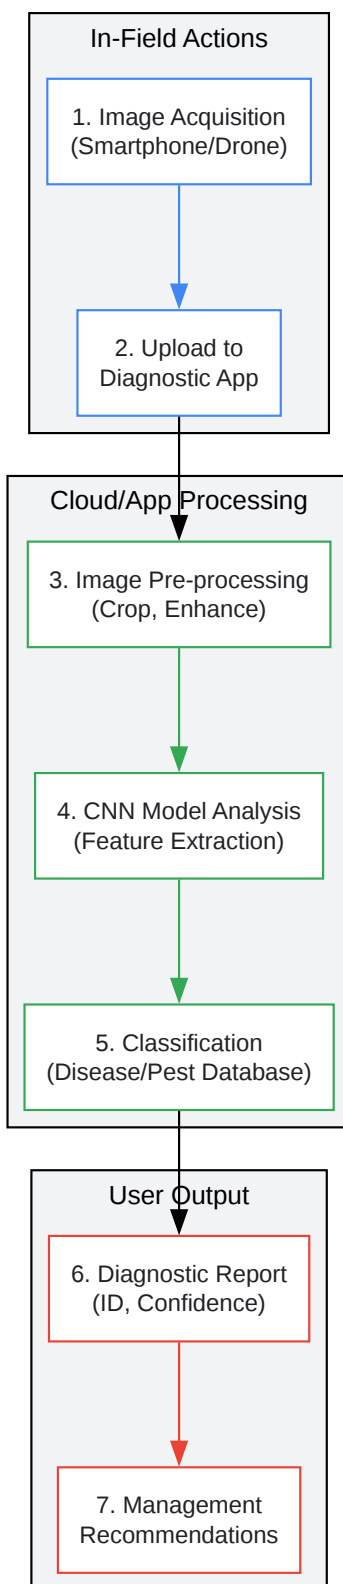 In-Field Actions
1. Image Acquisition
(Smartphone/Drone)
2. Upload to
Diagnostic App
Cloud/App Processing
3. Image Pre-processing
(Crop, Enhance)
4. CNN Model Analysis
(Feature Extraction)
5. Classification
(Disease/Pest Database)
User Output
6. Diagnostic Report
(ID, Confidence)
7. Management
Recommendations